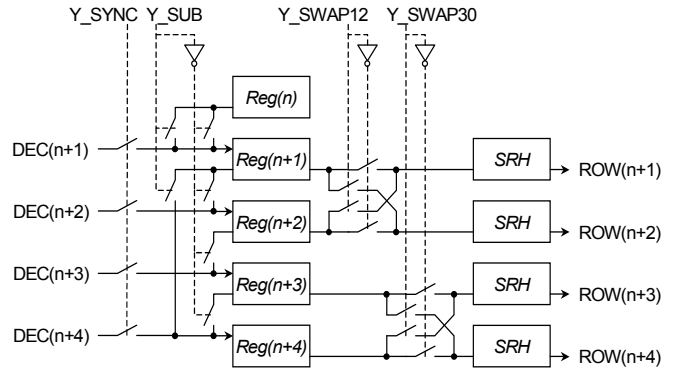 Y_SYNC Y_SUB Y_SWAP12 Y_SWAP30
Reg(n)
DEC(n+1) Reg(n+1) SRH ROW(n+1)
DEC(n+2) Reg(n+2) SRH ROW(n+2)
DEC(n+3) Reg(n+3) SRH ROW(n+3)
DEC(n+4) Reg(n+4) SRH ROW(n+4)